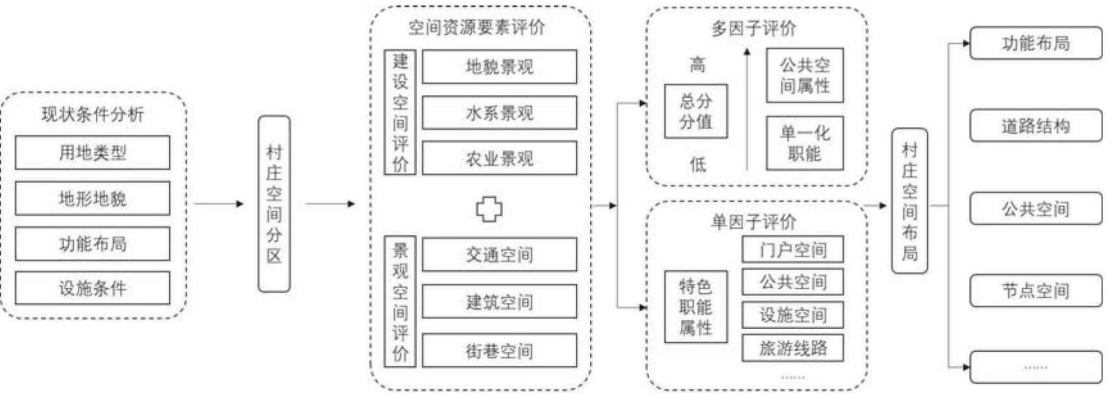 现状条件分析
用地类型
地形地貌
功能布局
设施条件
村庄空间分区
空间资源要素评价
建设空间评价
地貌景观
水系景观
农业景观
景观空间评价
交通空间
建筑空间
街巷空间
多因子评价
高
总分
分值
低
公共空
间属性
单一化
职能
单因子评价
特色
职能
属性
门户空间
公共空间
设施空间
旅游线路
……
村庄空间布局
功能布局
道路结构
公共空间
节点空间
……